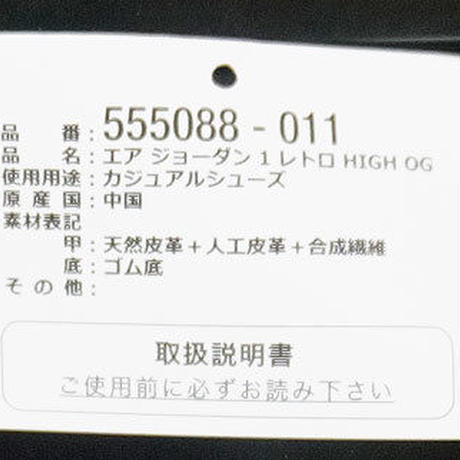 品 番：555088 - 011
品 名：エア ジョーダン 1 レトロ HIGH OG
使用用途：カジュアルシューズ
原 産 国：中国
素材表記
甲：天然皮革＋人工皮革＋合成繊維
底：ゴム底
そ の 他：
取扱説明書
ご使用前に必ずお読み下さい